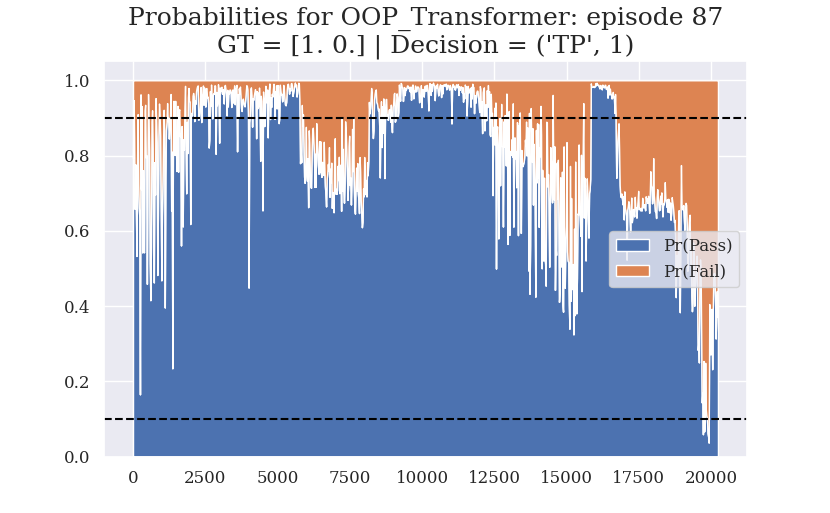 Probabilities for OOP_Transformer: episode 87
GT = [1. 0.] | Decision = ('TP', 1)
1.0
0.8
0.6
0.4
0.2
0.0
Pr(Pass)
Pr(Fail)
0 2500 5000 7500 10000 12500 15000 17500 20000